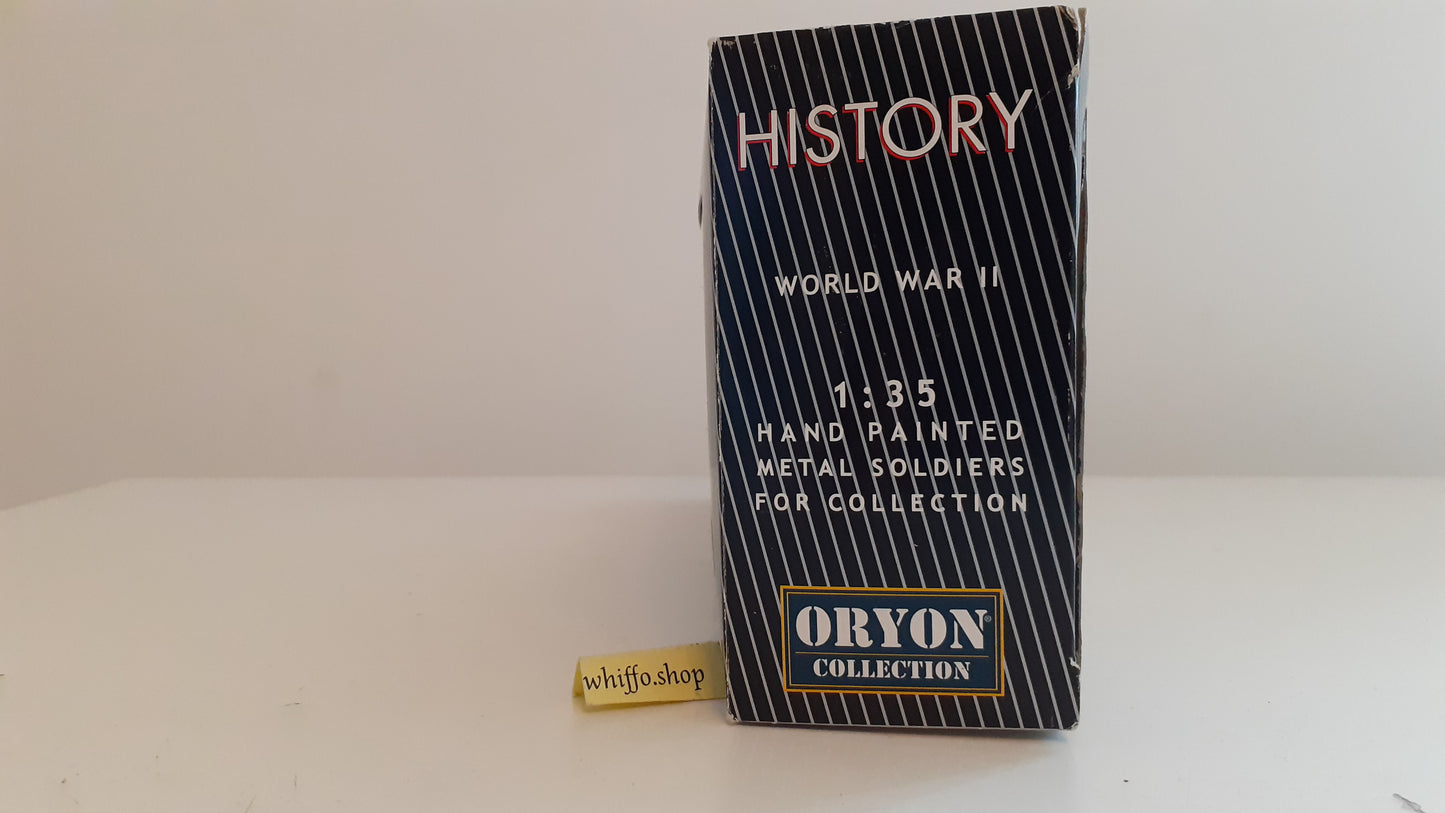 HISTORY
WORLD WAR II
1:35
HAND PAINTED
METAL SOLDIERS
FOR COLLECTION
ORYON®
COLLECTION
whiffo.shop